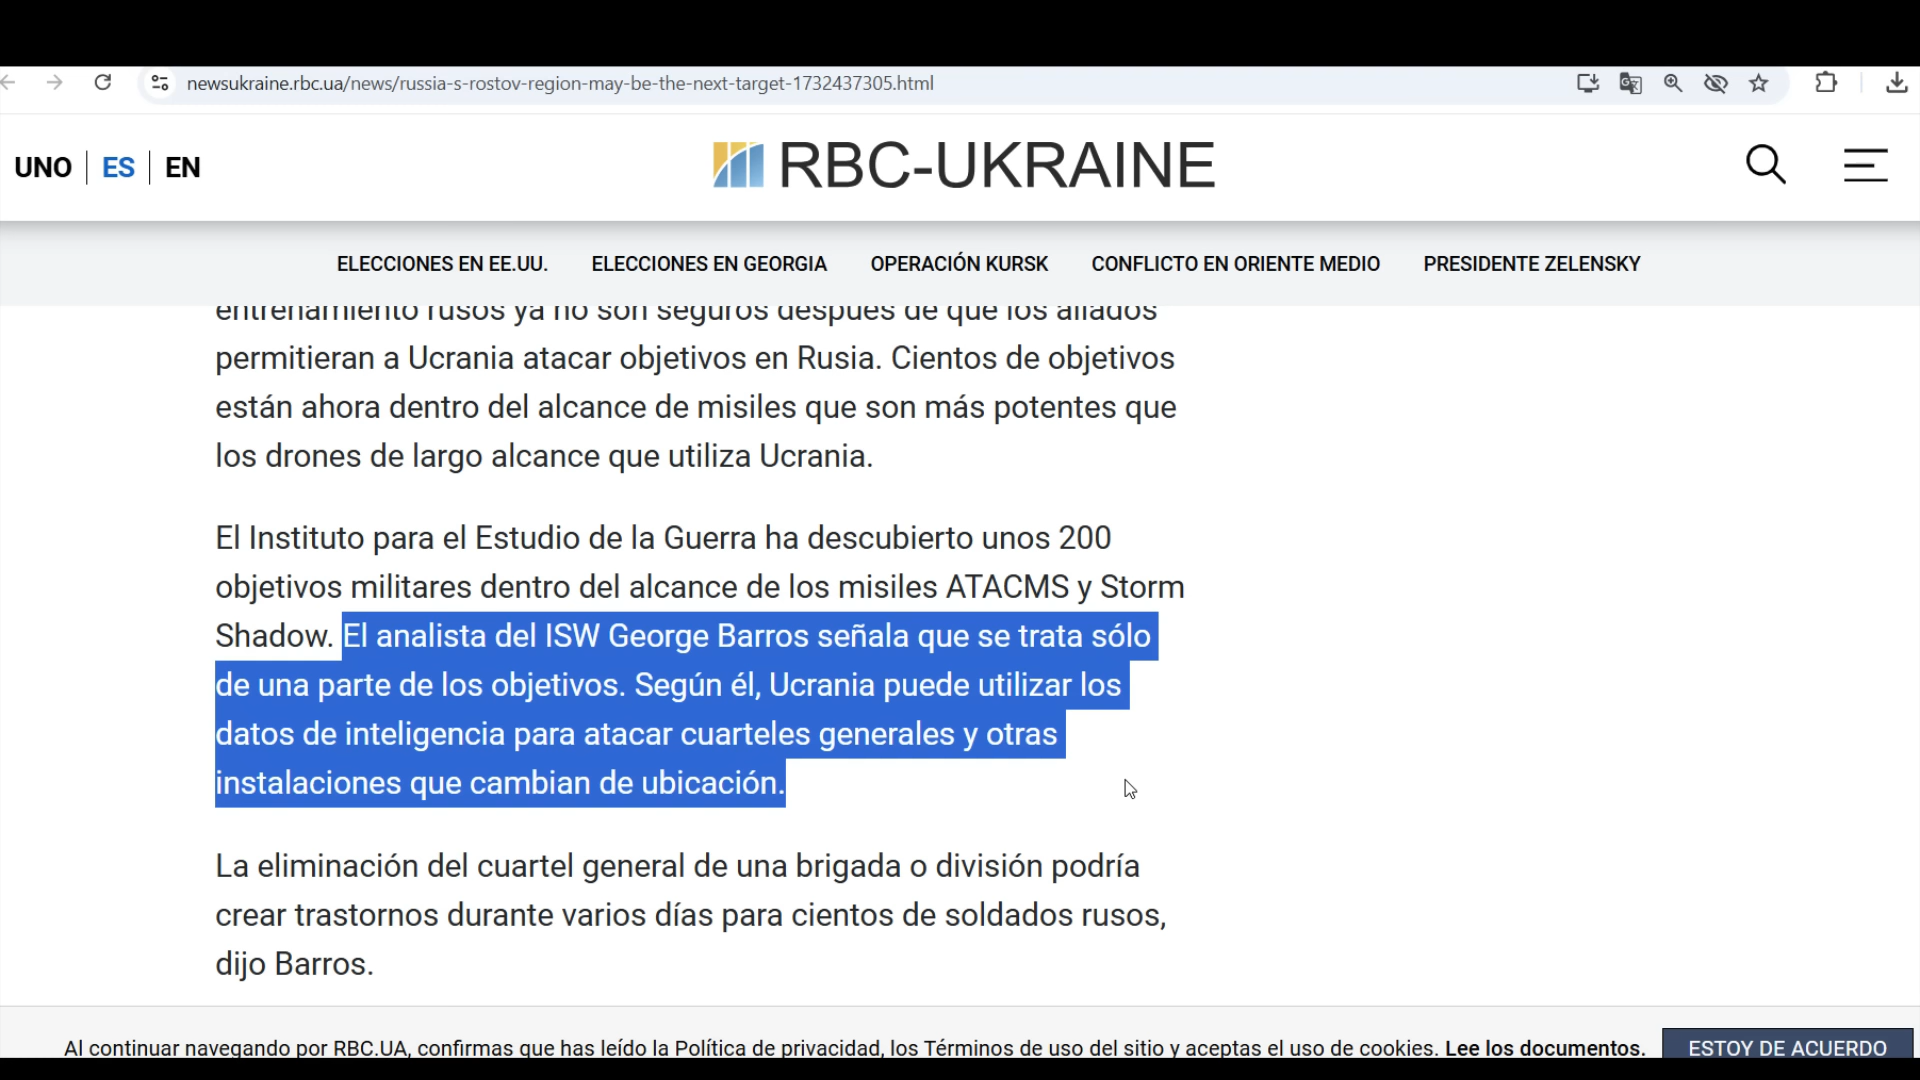 newsukraine.rbc.ua/news/russia-s-rostov-region-may-be-the-next-target-1732437305.html
UNO | ES | EN
RBC-UKRAINE
ELECCIONES EN EE.UU. ELECCIONES EN GEORGIA OPERACIÓN KURSK CONFLICTO EN ORIENTE MEDIO PRESIDENTE ZELENSKY
entrenamiento rusos ya no son seguros después de que los aliados
permitieran a Ucrania atacar objetivos en Rusia. Cientos de objetivos
están ahora dentro del alcance de misiles que son más potentes que
los drones de largo alcance que utiliza Ucrania.
El Instituto para el Estudio de la Guerra ha descubierto unos 200
objetivos militares dentro del alcance de los misiles ATACMS y Storm
Shadow. El analista del ISW George Barros señala que se trata sólo
de una parte de los objetivos. Según él, Ucrania puede utilizar los
datos de inteligencia para atacar cuarteles generales y otras
instalaciones que cambian de ubicación.
La eliminación del cuartel general de una brigada o división podría
crear trastornos durante varios días para cientos de soldados rusos,
dijo Barros.
Al continuar navegando por RBC.UA, confirmas que has leído la Política de privacidad, los Términos de uso del sitio y aceptas el uso de cookies. Lee los documentos. ESTOY DE ACUERDO